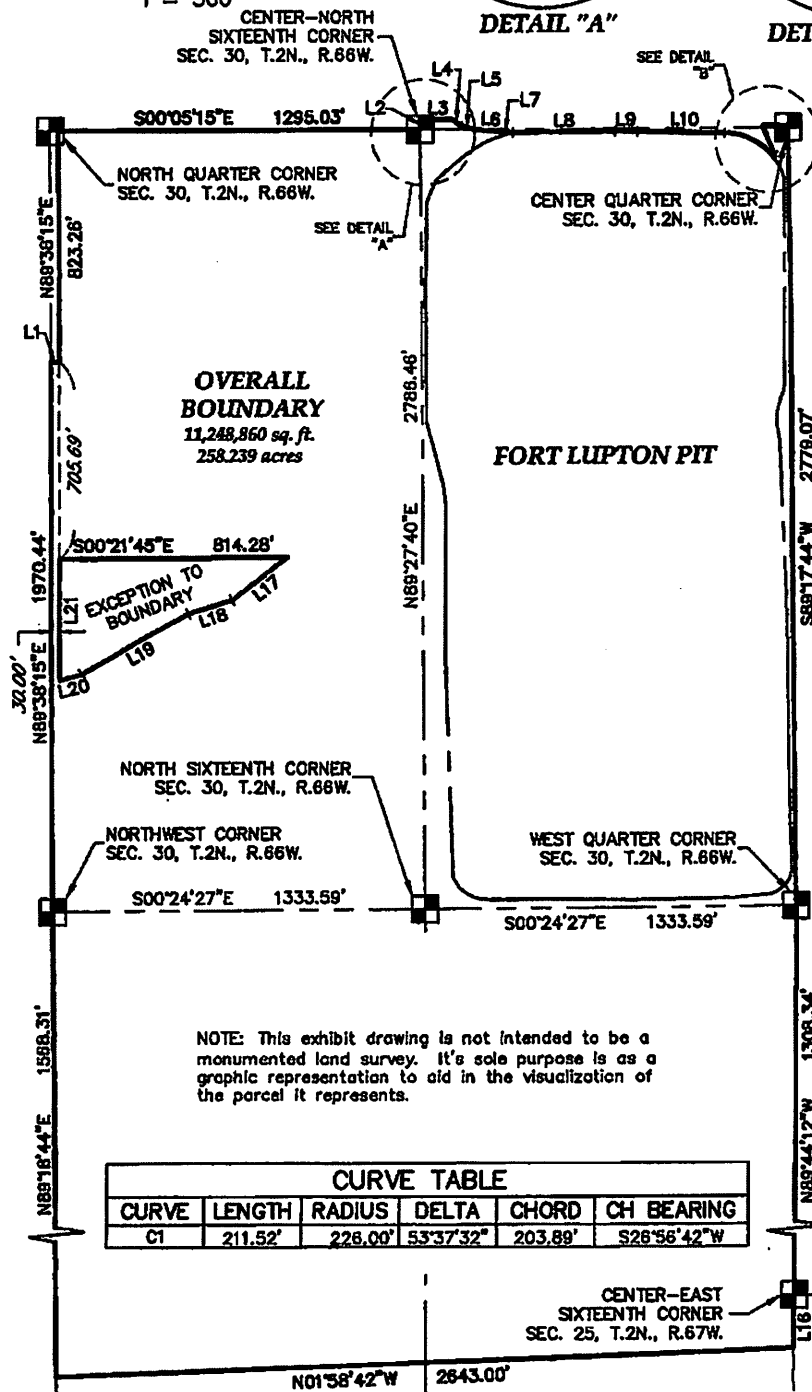 1"= 500'
DETAIL "A"
DET
CENTER-NORTH
SIXTEENTH CORNER
SEC. 30, T.2N., R.66W.
SEE DETAIL
"B"
L2
L3
L4
L5
L6
L7
L8
L9
L10
S00°05'15"E 1295.03'
NORTH QUARTER CORNER
SEC. 30, T.2N., R.66W.
SEE DETAIL
"A"
CENTER QUARTER CORNER
SEC. 30, T.2N., R.66W.
N89°38'15"E
823.26'
L1
705.69'
OVERALL
BOUNDARY
11,248,860 sq. ft.
258.239 acres
2786.46'
N89°27'40"E
FORT LUPTON PIT
2779.07'
S89°17'44"W
S00°21'45"E 814.28'
EXCEPTION TO
BOUNDARY
L17
L18
L19
L20
L21
1970.44'
N89°38'15"E
30.00'
NORTH SIXTEENTH CORNER
SEC. 30, T.2N., R.66W.
NORTHWEST CORNER
SEC. 30, T.2N., R.66W.
WEST QUARTER CORNER
SEC. 30, T.2N., R.66W.
S00°24'27"E 1333.59'
S00°24'27"E 1333.59'
N89°18'44"E 1588.31'
N89°44'12"W 1308.34'
NOTE: This exhibit drawing is not intended to be a
monumented land survey. It's sole purpose is as a
graphic representation to aid in the visualization of
the parcel it represents.
CURVE TABLE
CURVE LENGTH RADIUS DELTA CHORD CH BEARING
C1 211.52' 226.00' 53°37'32" 203.89' S26°56'42"W
CENTER-EAST
SIXTEENTH CORNER
SEC. 25, T.2N., R.67W.
L16
N01°58'42"W 2643.00'